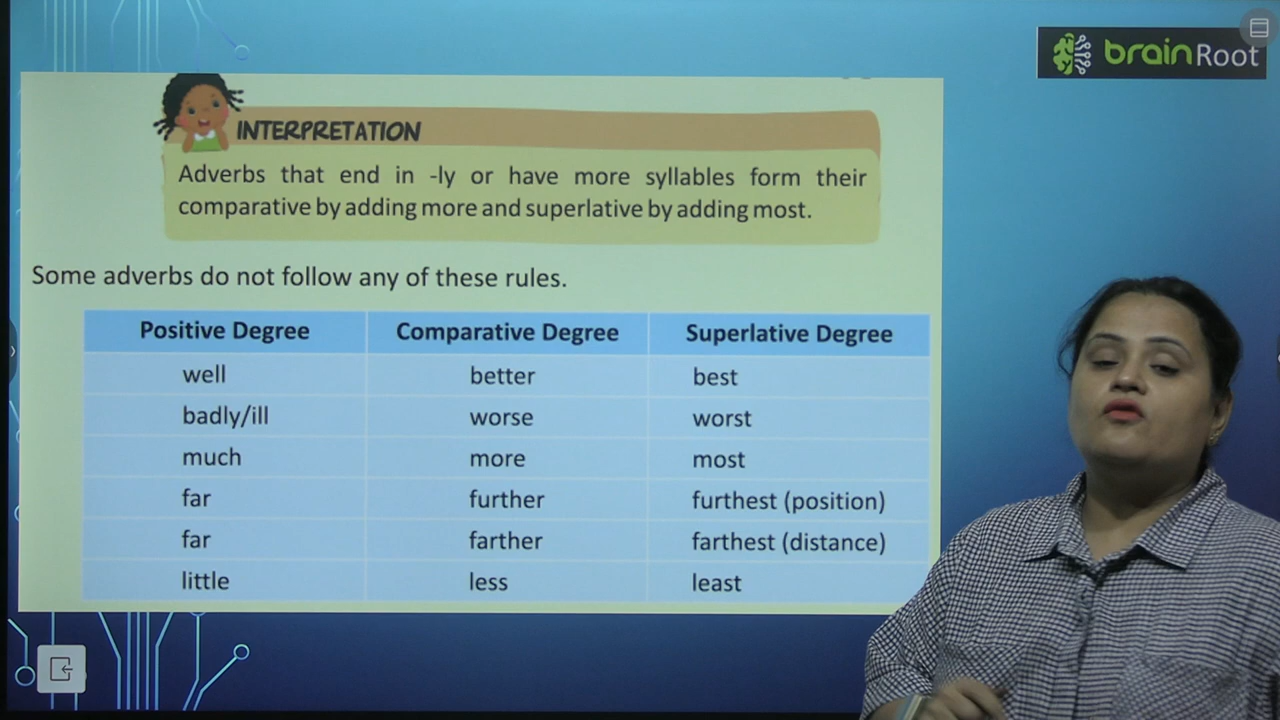 brainRoot
INTERPRETATION
Adverbs that end in -ly or have more syllables form their
comparative by adding more and superlative by adding most.
Some adverbs do not follow any of these rules.
Positive Degree Comparative Degree Superlative Degree
well better best
badly/ill worse worst
much more most
far further furthest (position)
far farther farthest (distance)
little less least